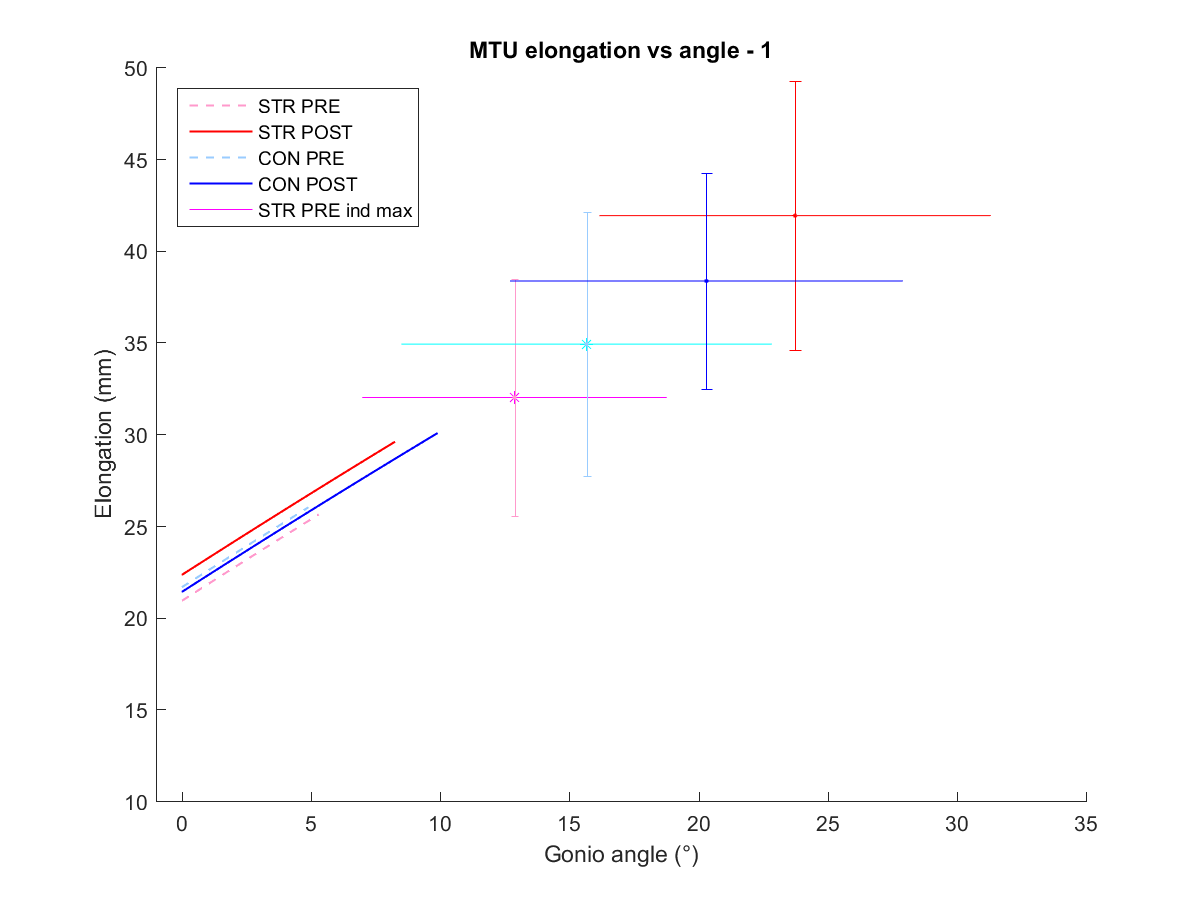 MTU elongation vs angle - 1
50
45
40
35
30
25
20
15
10
Elongation (mm)
STR PRE
STR POST
CON PRE
CON POST
STR PRE ind max
0 5 10 15 20 25 30 35
Gonio angle (°)